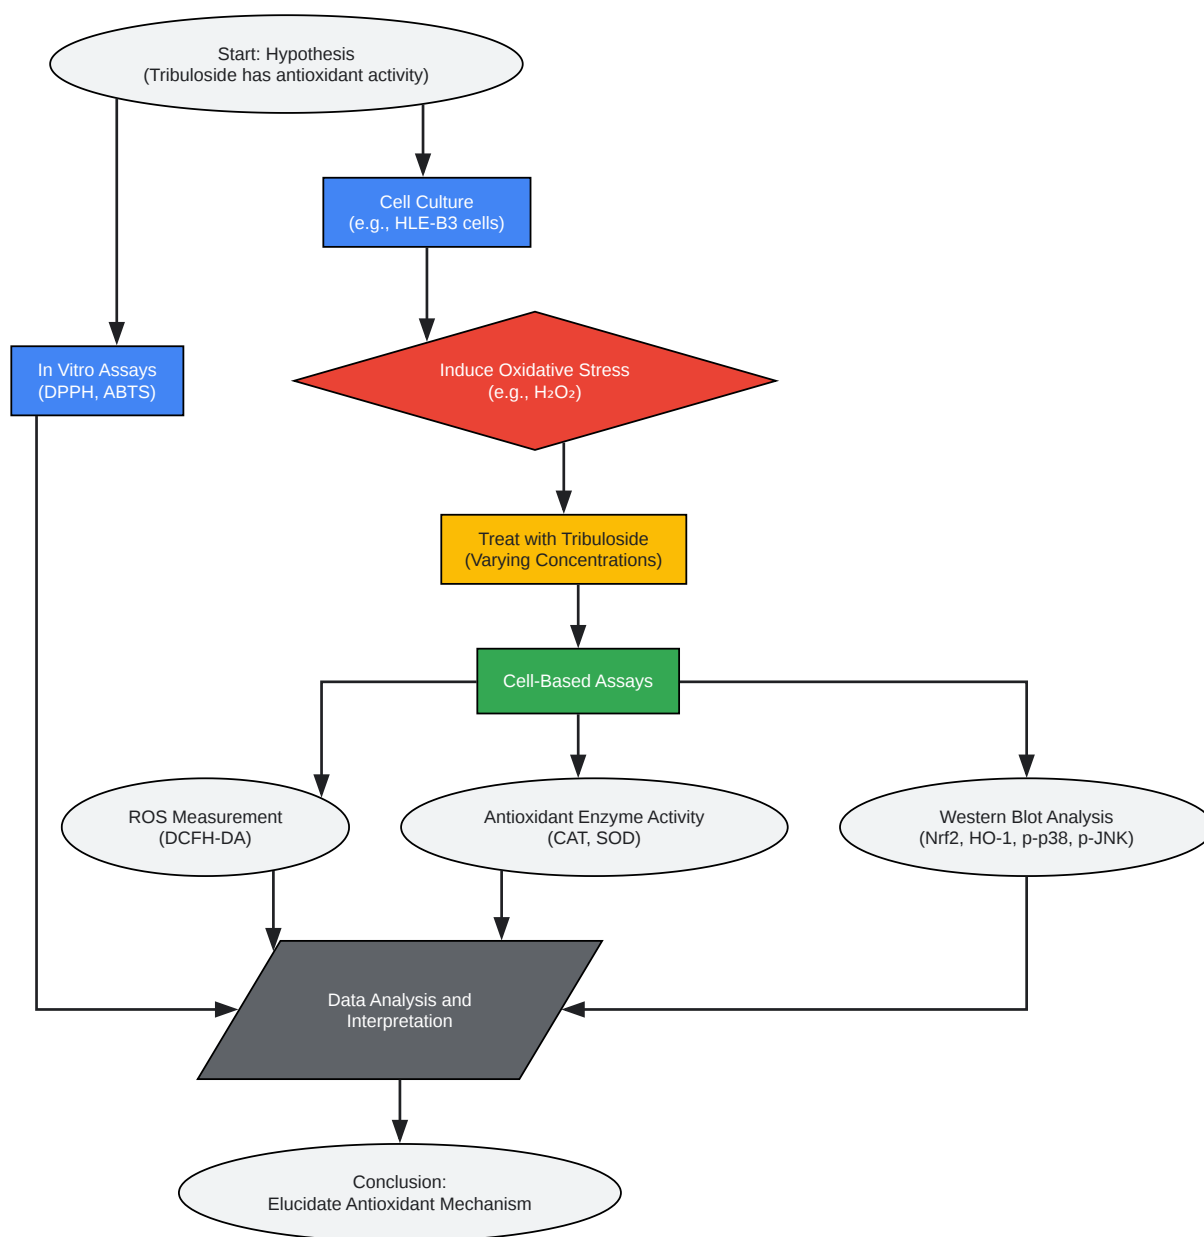 Start: Hypothesis
(Tribuloside has antioxidant activity)
Cell Culture
(e.g., HLE-B3 cells)
In Vitro Assays
(DPPH, ABTS)
Induce Oxidative Stress
(e.g., H₂O₂)
Treat with Tribuloside
(Varying Concentrations)
Cell-Based Assays
ROS Measurement
(DCFH-DA)
Antioxidant Enzyme Activity
(CAT, SOD)
Western Blot Analysis
(Nrf2, HO-1, p-p38, p-JNK)
Data Analysis and
Interpretation
Conclusion:
Elucidate Antioxidant Mechanism